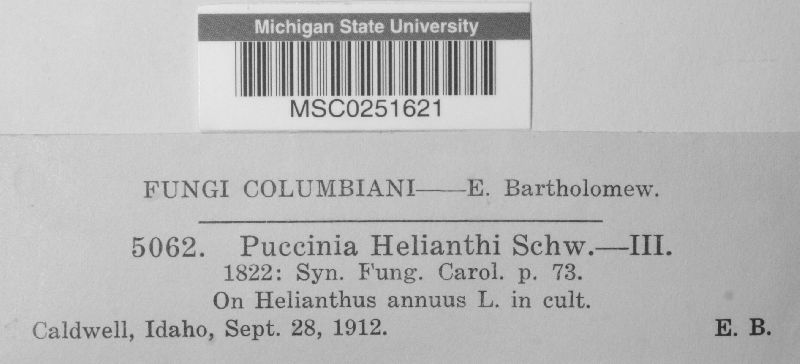 Michigan State University
MSC0251621
FUNGI COLUMBIANI——E. Bartholomew.
5062. Puccinia Helianthi Schw.—III.
1822: Syn. Fung. Carol. p. 73.
On Helianthus annuus L. in cult.
Caldwell, Idaho, Sept. 28, 1912. E. B.